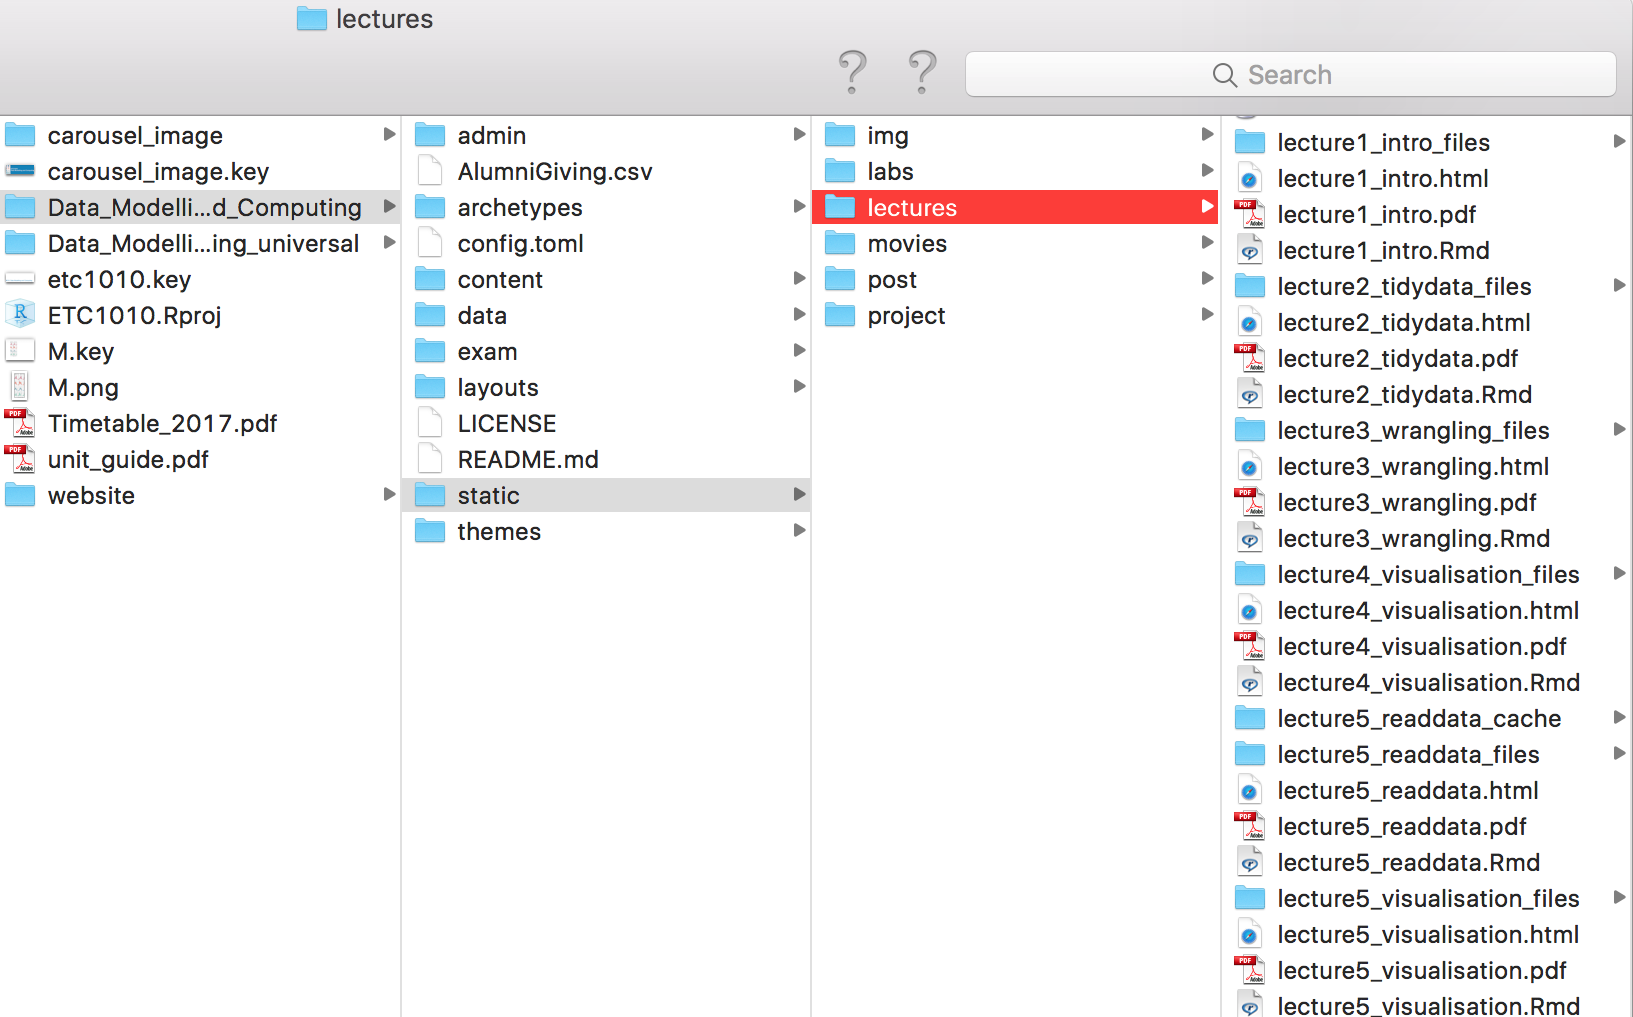 lectures
? ? Search
carousel_image
carousel_image.key
Data_Modelli...d_Computing
Data_Modelli...ing_universal
etc1010.key
ETC1010.Rproj
M.key
M.png
Timetable_2017.pdf
unit_guide.pdf
website
admin
AlumniGiving.csv
archetypes
config.toml
content
data
exam
layouts
LICENSE
README.md
static
themes
img
labs
lectures
movies
post
project
lecture1_intro_files
lecture1_intro.html
lecture1_intro.pdf
lecture1_intro.Rmd
lecture2_tidydata_files
lecture2_tidydata.html
lecture2_tidydata.pdf
lecture2_tidydata.Rmd
lecture3_wrangling_files
lecture3_wrangling.html
lecture3_wrangling.pdf
lecture3_wrangling.Rmd
lecture4_visualisation_files
lecture4_visualisation.html
lecture4_visualisation.pdf
lecture4_visualisation.Rmd
lecture5_readdata_cache
lecture5_readdata_files
lecture5_readdata.html
lecture5_readdata.pdf
lecture5_readdata.Rmd
lecture5_visualisation_files
lecture5_visualisation.html
lecture5_visualisation.pdf
lecture5_visualisation.Rmd